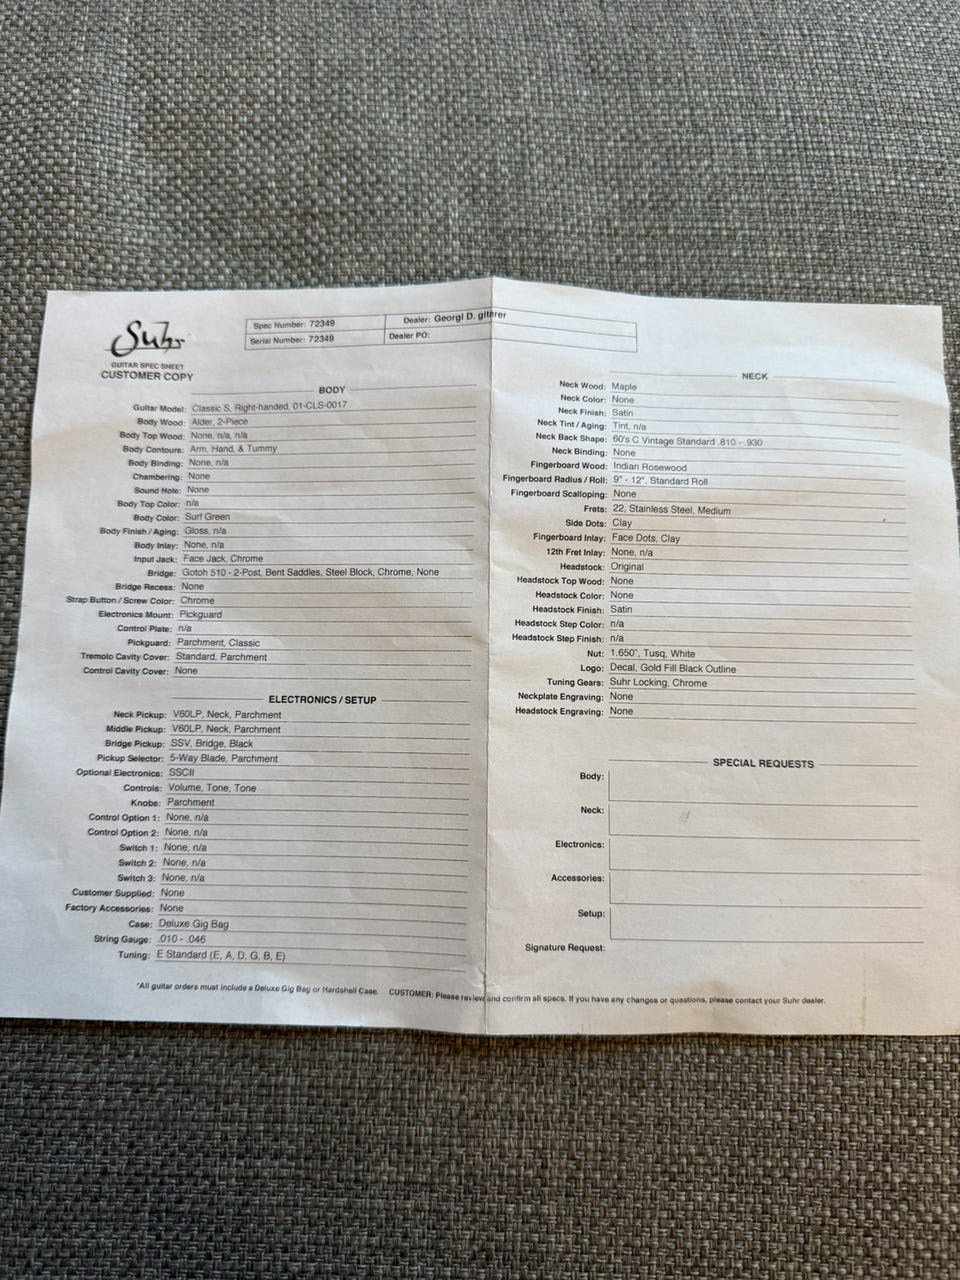 Suhr
GUITAR SPEC SHEET
CUSTOMER COPY
Spec Number: 72349
Serial Number: 72349
Dealer: Georgi D. gitarer
Dealer PO:
BODY
Guitar Model: Classic S, Right-handed, 01-CLS-0017
Body Wood: Alder, 2-Piece
Body Top Wood: None, n/a, n/a
Body Contours: Arm, Hand, & Tummy
Body Binding: None, n/a
Chambering: None
Sound Hole: None
Body Top Color: n/a
Body Color: Surf Green
Body Finish / Aging: Gloss, n/a
Body Inlay: None, n/a
Input Jack: Face Jack, Chrome
Bridge: Gotoh 510 - 2-Post, Bent Saddles, Steel Block, Chrome, None
Bridge Recess: None
Strap Button / Screw Color: Chrome
Electronics Mount: Pickguard
Control Plate: n/a
Pickguard: Parchment, Classic
Tremolo Cavity Cover: Standard, Parchment
Control Cavity Cover: None
ELECTRONICS / SETUP
Neck Pickup: V60LP, Neck, Parchment
Middle Pickup: V60LP, Neck, Parchment
Bridge Pickup: SSV, Bridge, Black
Pickup Selector: 5-Way Blade, Parchment
Optional Electronics: SSCII
Controls: Volume, Tone, Tone
Knobs: Parchment
Control Option 1: None, n/a
Control Option 2: None, n/a
Switch 1: None, n/a
Switch 2: None, n/a
Switch 3: None, n/a
Customer Supplied: None
Factory Accessories: None
Case: Deluxe Gig Bag
String Gauge: .010 - .046
Tuning: E Standard (E, A, D, G, B, E)
NECK
Neck Wood: Maple
Neck Color: None
Neck Finish: Satin
Neck Tint / Aging: Tint, n/a
Neck Back Shape: 60's C Vintage Standard .810 - .930
Neck Binding: None
Fingerboard Wood: Indian Rosewood
Fingerboard Radius / Roll: 9" - 12", Standard Roll
Fingerboard Scalloping: None
Frets: 22, Stainless Steel, Medium
Side Dots: Clay
Fingerboard Inlay: Face Dots, Clay
12th Fret Inlay: None, n/a
Headstock: Original
Headstock Top Wood: None
Headstock Color: None
Headstock Finish: Satin
Headstock Step Color: n/a
Headstock Step Finish: n/a
Nut: 1.650", Tusq, White
Logo: Decal, Gold Fill Black Outline
Tuning Gears: Suhr Locking, Chrome
Neckplate Engraving: None
Headstock Engraving: None
SPECIAL REQUESTS
Body:
Neck:
Electronics:
Accessories:
Setup:
Signature Request:
*All guitar orders must include a Deluxe Gig Bag or Hardshell Case. CUSTOMER: Please review and confirm all specs. If you have any changes or questions, please contact your Suhr dealer.